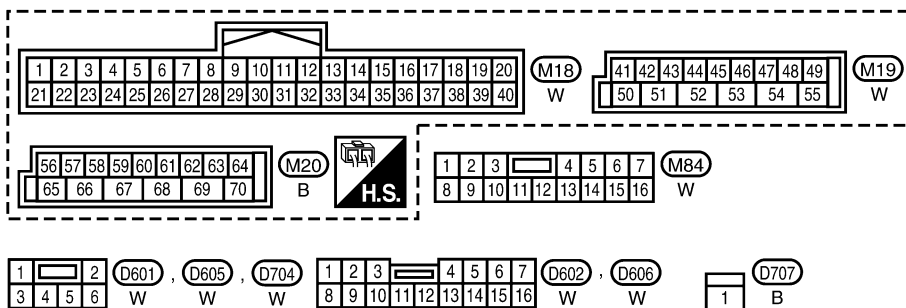 1 2 3 4 5 6 7 8 9 10 11 12 13 14 15 16 17 18 19 20 M18
21 22 23 24 25 26 27 28 29 30 31 32 33 34 35 36 37 38 39 40 W
41 42 43 44 45 46 47 48 49 M19
50 51 52 53 54 55 W
56 57 58 59 60 61 62 63 64 M20
65 66 67 68 69 70 B
H.S.
1 2 3 4 5 6 7 M84
8 9 10 11 12 13 14 15 16 W
1 2 D601 , D605 , D704
3 4 5 6 W W W
1 2 3 4 5 6 7 D602 , D606
8 9 10 11 12 13 14 15 16 W W
D707
1 B